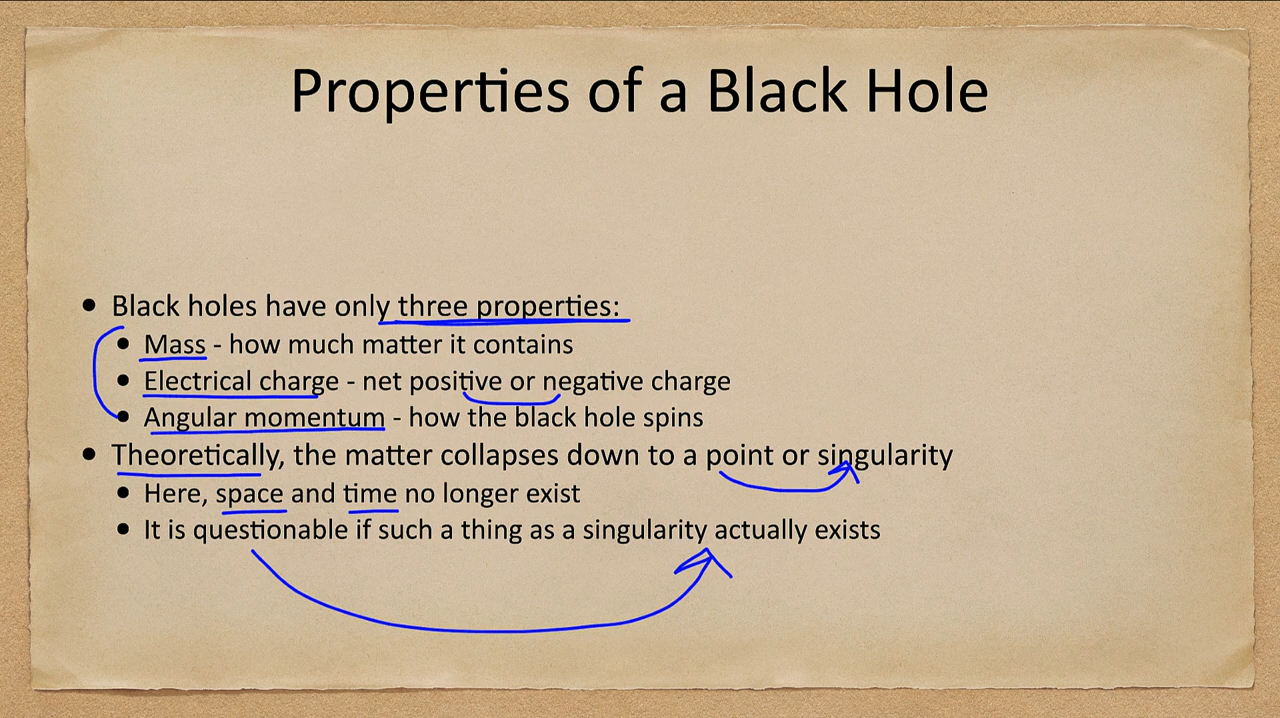 Properties of a Black Hole
• Black holes have only three properties:
• Mass - how much matter it contains
• Electrical charge - net positive or negative charge
• Angular momentum - how the black hole spins
• Theoretically, the matter collapses down to a point or singularity
• Here, space and time no longer exist
• It is questionable if such a thing as a singularity actually exists